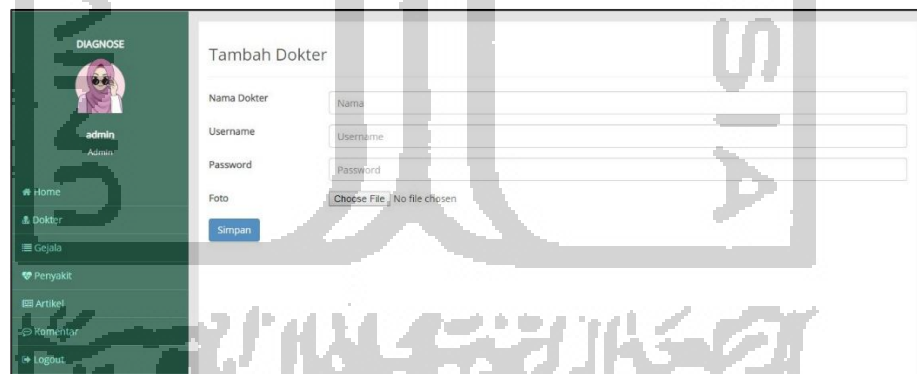 DIAGNOSE
admin
Admin
Home
Dokter
Gejala
Penyakit
Artikel
Komentar
Logout
Tambah Dokter
Nama Dokter
Nama
Username
Username
Password
Password
Foto
Choose File No file chosen
Simpan